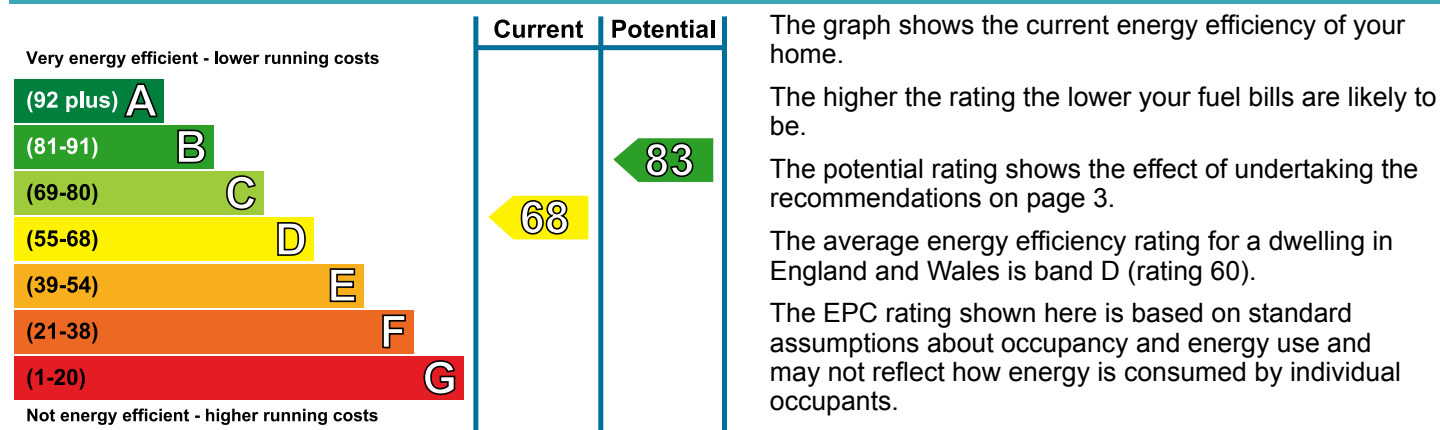 Current Potential
Very energy efficient - lower running costs
(92 plus) A
(81-91) B
(69-80) C
(55-68) D
(39-54) E
(21-38) F
(1-20) G
Not energy efficient - higher running costs
68
83
The graph shows the current energy efficiency of your
home.
The higher the rating the lower your fuel bills are likely to
be.
The potential rating shows the effect of undertaking the
recommendations on page 3.
The average energy efficiency rating for a dwelling in
England and Wales is band D (rating 60).
The EPC rating shown here is based on standard
assumptions about occupancy and energy use and
may not reflect how energy is consumed by individual
occupants.